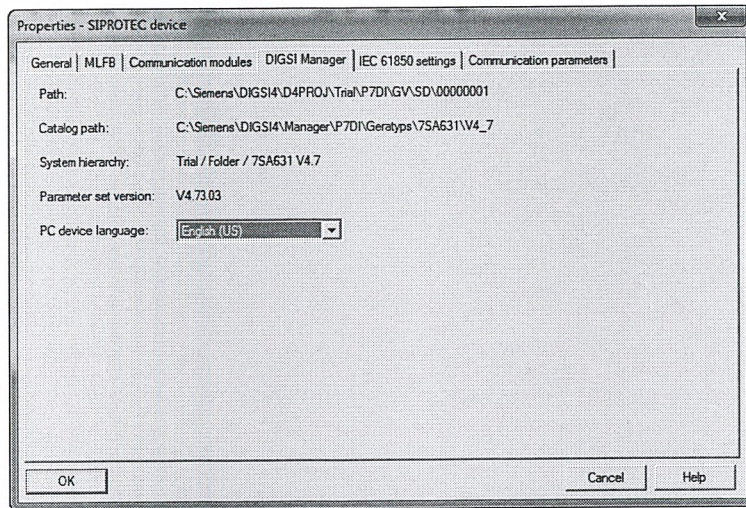 Properties - SIPROTEC device
General | MLFB | Communication modules | DIGSI Manager | IEC 61850 settings | Communication parameters
Path: C:\Siemens\DIGSI4\D4PROJ\Trial\P7DI\GV\SD\00000001
Catalog path: C:\Siemens\DIGSI4\Manager\P7DI\Geratyps\7SA631\V4_7
System hierarchy: Trial / Folder / 7SA631 V4.7
Parameter set version: V4.73.03
PC device language: English (US)
OK Cancel Help